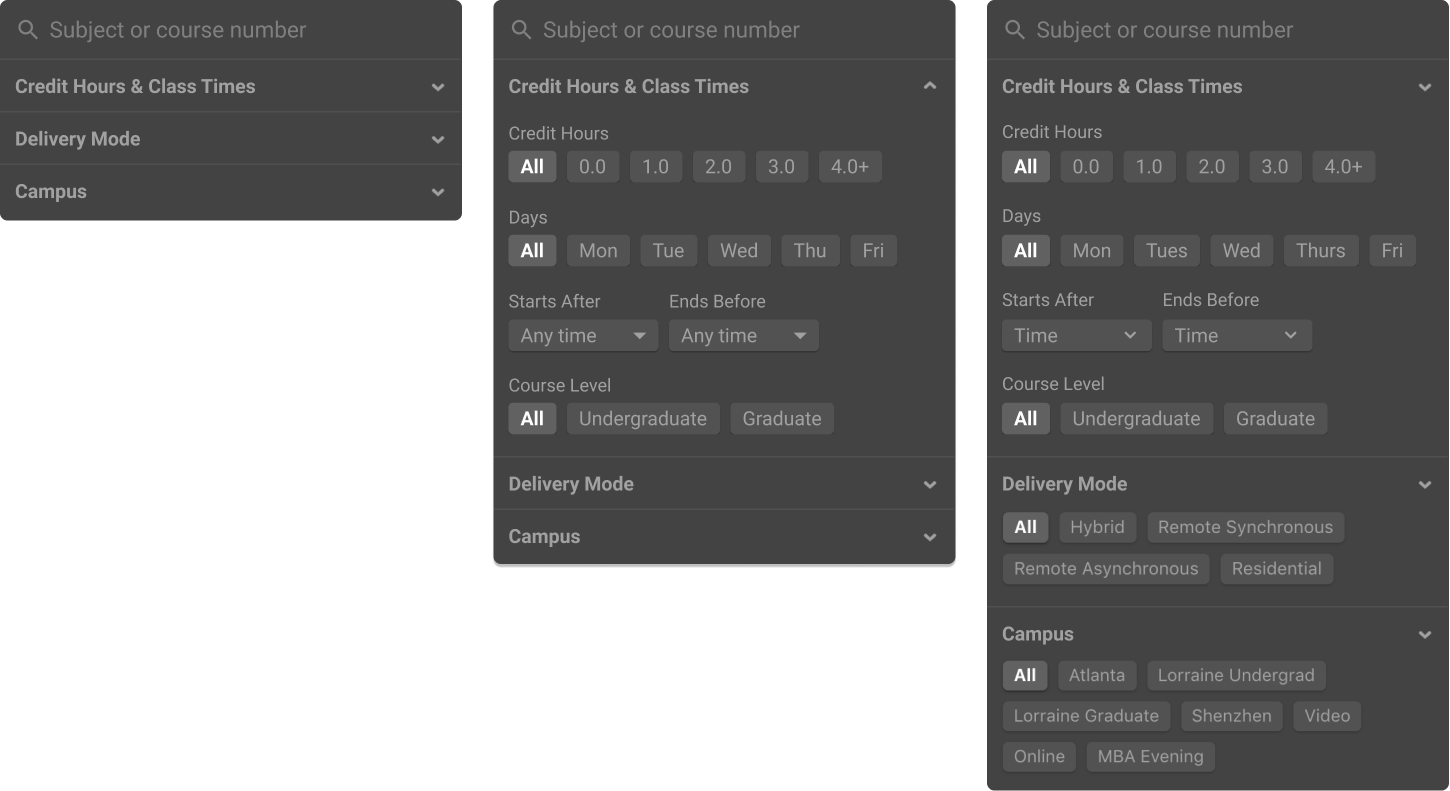 Subject or course number
Credit Hours & Class Times
Delivery Mode
Campus
Subject or course number
Credit Hours & Class Times
Credit Hours
All 0.0 1.0 2.0 3.0 4.0+
Days
All Mon Tue Wed Thu Fri
Starts After Ends Before
Any time Any time
Course Level
All Undergraduate Graduate
Delivery Mode
Campus
Subject or course number
Credit Hours & Class Times
Credit Hours
All 0.0 1.0 2.0 3.0 4.0+
Days
All Mon Tues Wed Thurs Fri
Starts After Ends Before
Time Time
Course Level
All Undergraduate Graduate
Delivery Mode
All Hybrid Remote Synchronous
Remote Asynchronous Residential
Campus
All Atlanta Lorraine Undergrad
Lorraine Graduate Shenzhen Video
Online MBA Evening